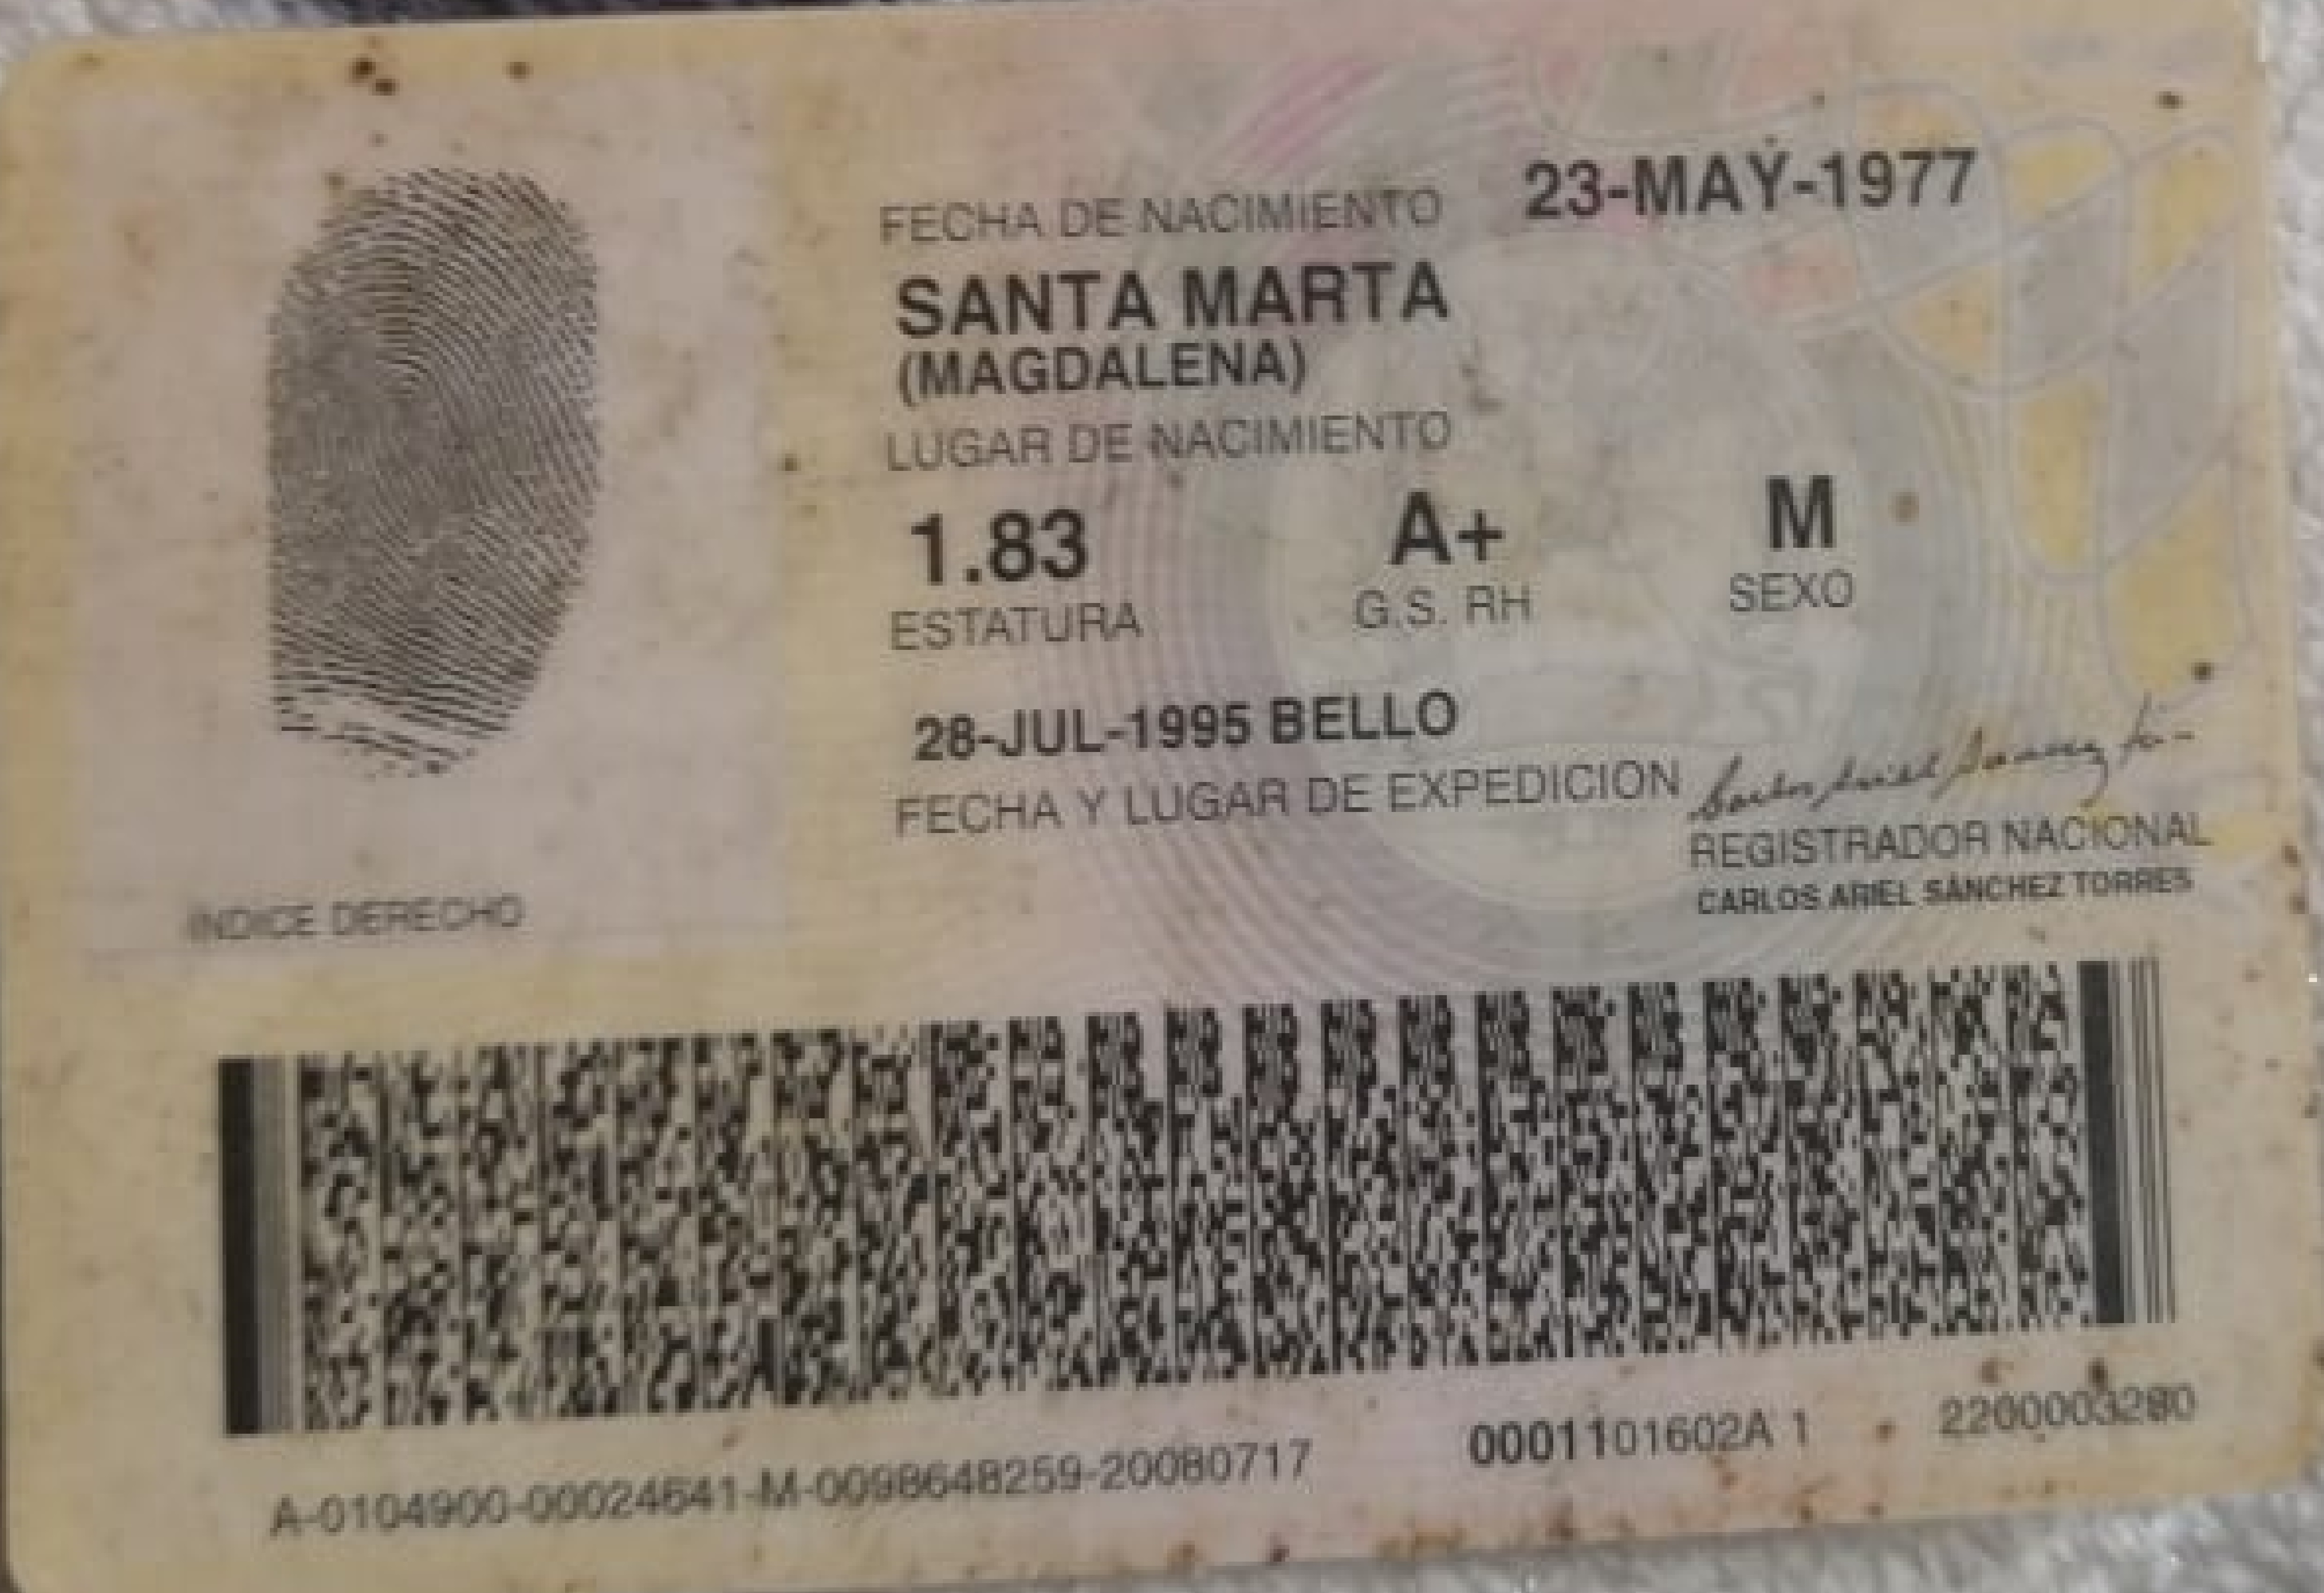 FECHA DE NACIMIENTO 23-MAY-1977
SANTA MARTA
(MAGDALENA)
LUGAR DE NACIMIENTO
1.83 A+ M
ESTATURA G.S. RH SEXO
28-JUL-1995 BELLO
FECHA Y LUGAR DE EXPEDICION
REGISTRADOR NACIONAL
CARLOS ARIEL SÁNCHEZ TORRES
INDICE DERECHO
A-0104900-00024641-M-0098648259-20080717 0001101602A 1